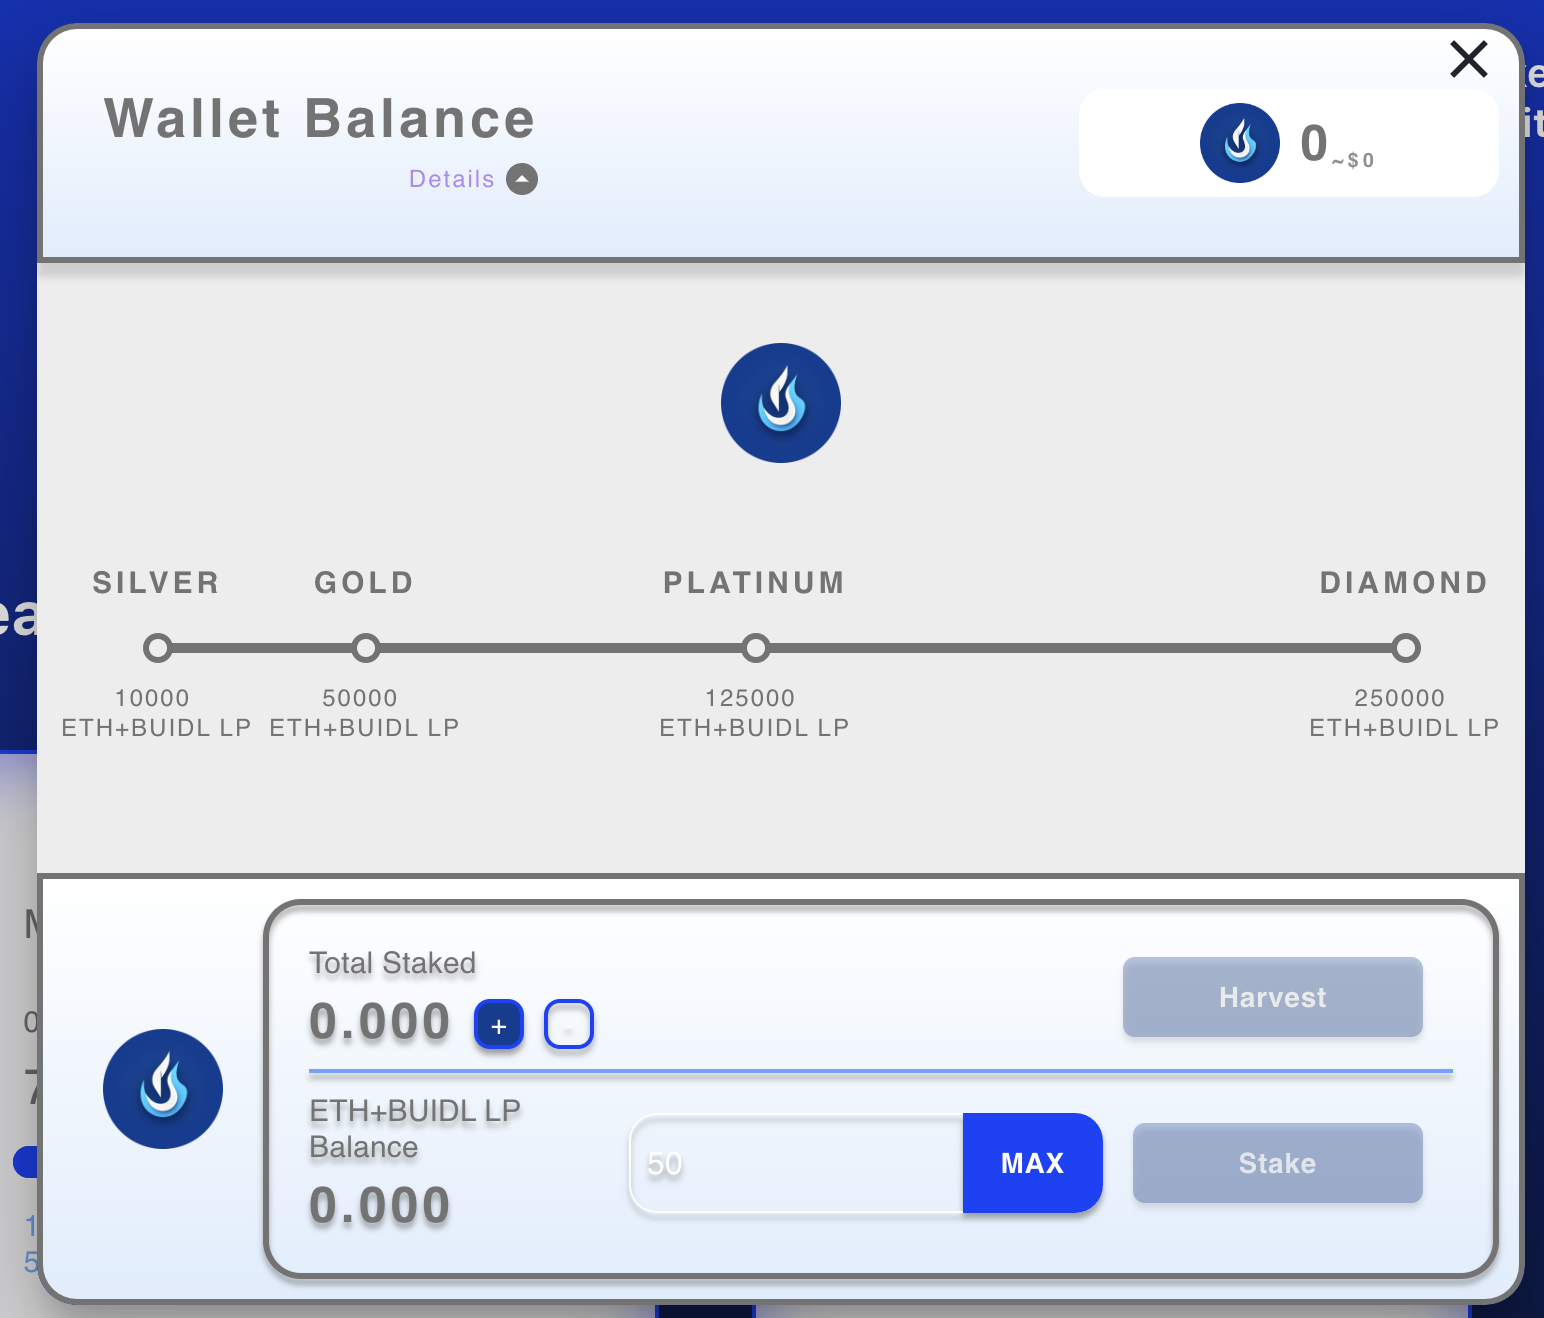 Wallet Balance
Details
0 ~$0
SILVER GOLD PLATINUM DIAMOND
10000 50000 125000 250000
ETH+BUIDL LP ETH+BUIDL LP ETH+BUIDL LP ETH+BUIDL LP
Total Staked
0.000 + -
Harvest
ETH+BUIDL LP
Balance
0.000
50 MAX Stake